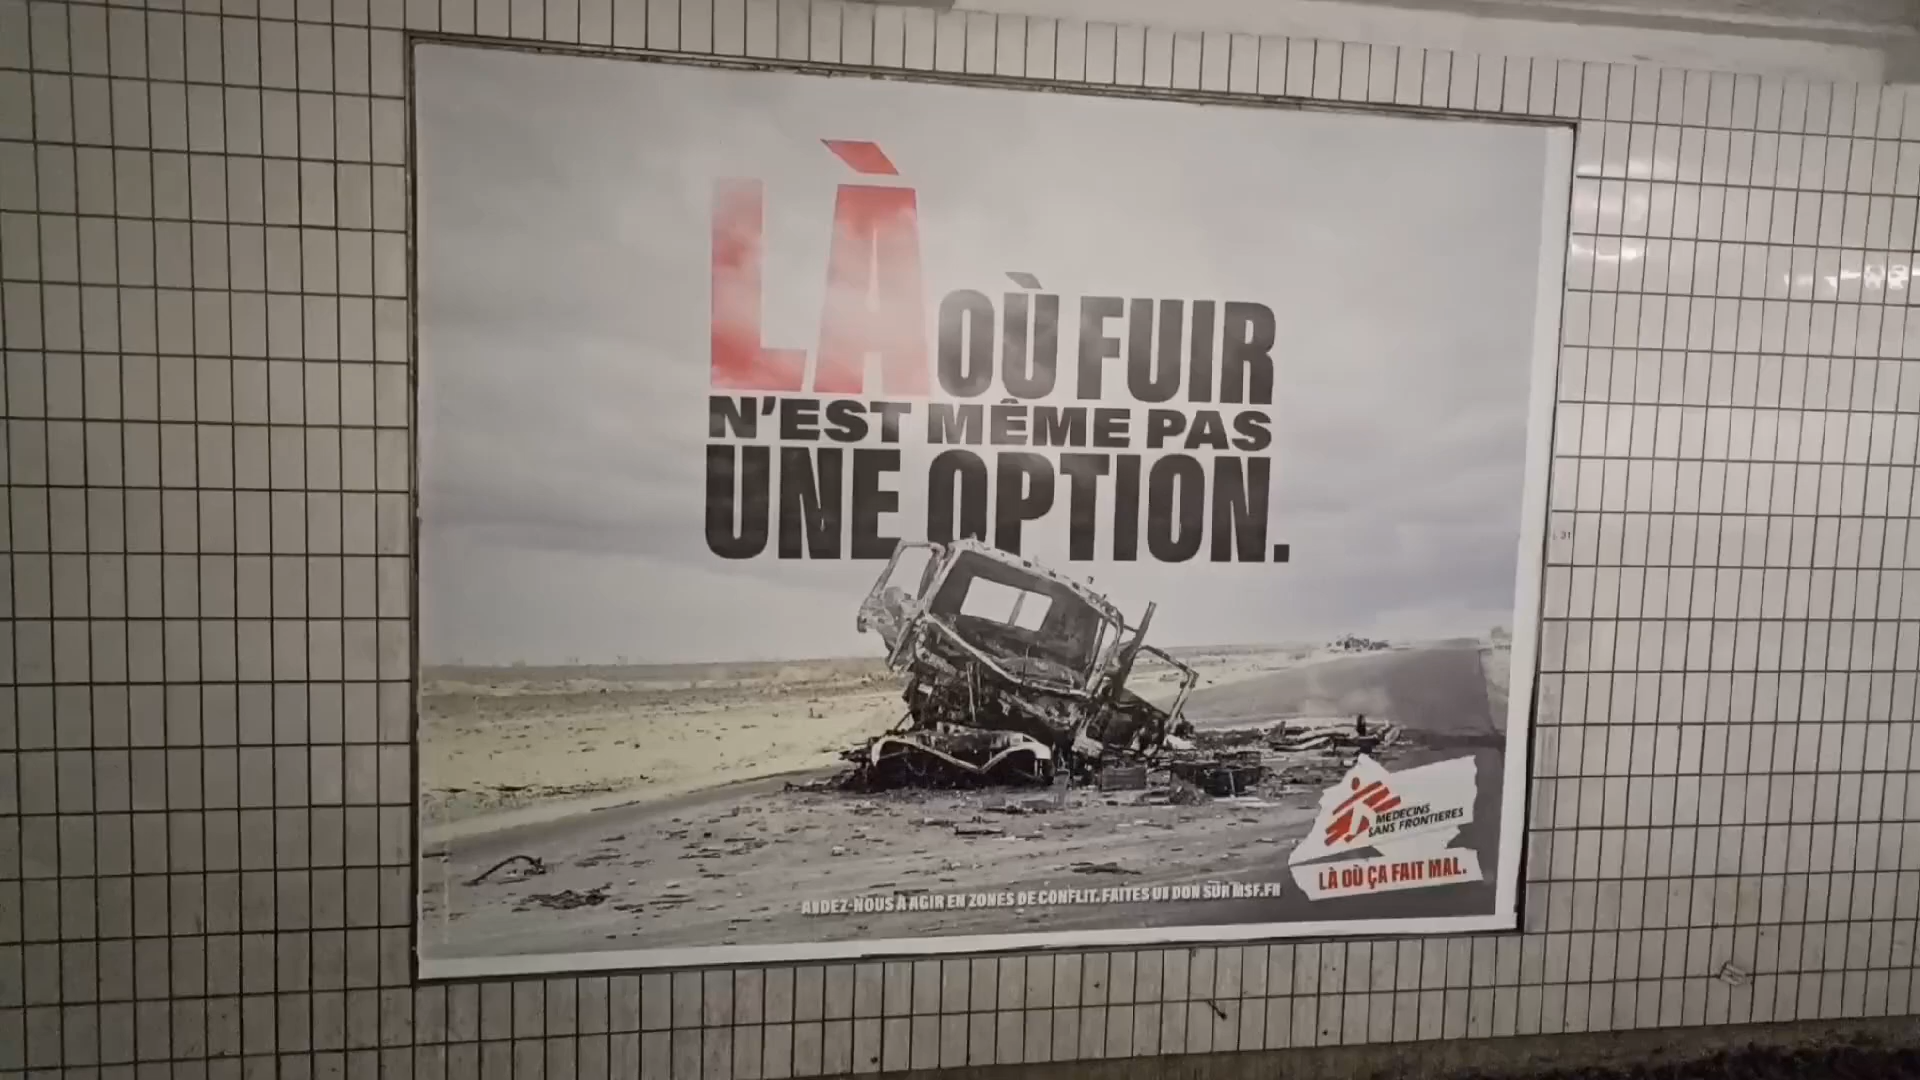 LÀ OÙ FUIR
N'EST MÊME PAS
UNE OPTION.
MEDECINS
SANS FRONTIERES
LÀ OÙ ÇA FAIT MAL.
AIDEZ-NOUS À AGIR EN ZONES DE CONFLIT. FAITES UN DON SUR MSF.FR
31